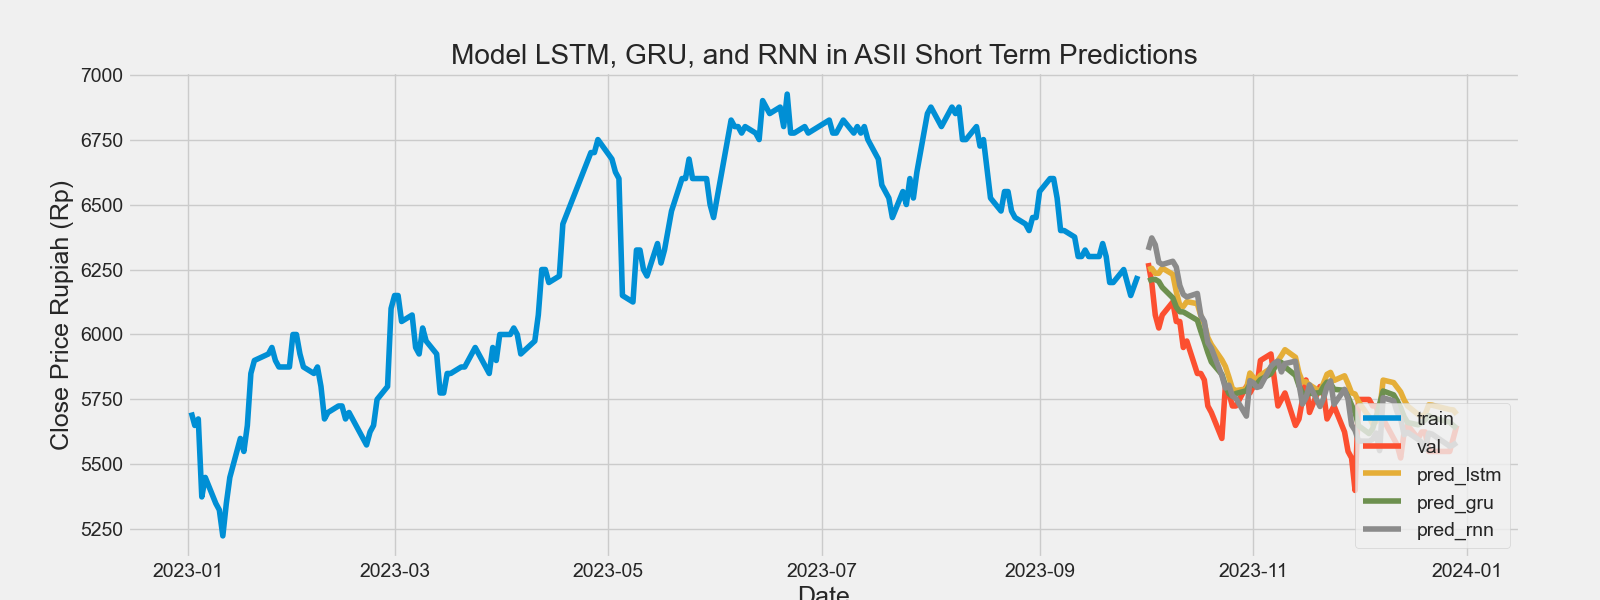 Model LSTM, GRU, and RNN in ASII Short Term Predictions
Close Price Rupiah (Rp)
7000
6750
6500
6250
6000
5750
5500
5250
train
val
pred_lstm
pred_gru
pred_rnn
2023-01 2023-03 2023-05 2023-07 2023-09 2023-11 2024-01
Date